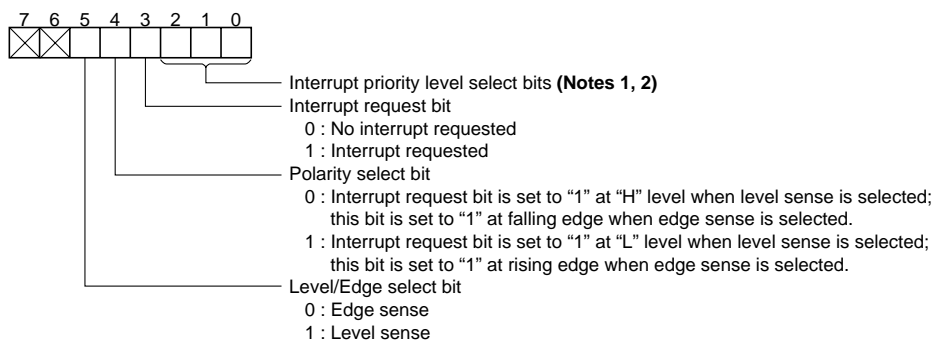 7 6 5 4 3 2 1 0
Interrupt priority level select bits (Notes 1, 2)
Interrupt request bit
0 : No interrupt requested
1 : Interrupt requested
Polarity select bit
0 : Interrupt request bit is set to “1” at “H” level when level sense is selected;
this bit is set to “1” at falling edge when edge sense is selected.
1 : Interrupt request bit is set to “1” at “L” level when level sense is selected;
this bit is set to “1” at rising edge when edge sense is selected.
Level/Edge select bit
0 : Edge sense
1 : Level sense